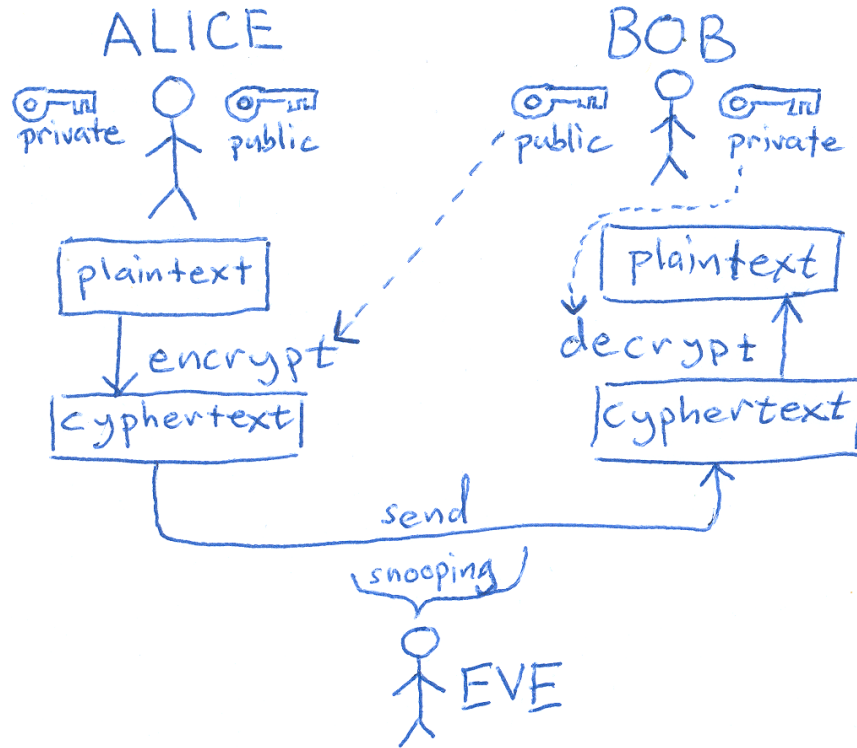 ALICE
BOB
private
public
public
private
plaintext
plaintext
encrypt
decrypt
cyphertext
cyphertext
send
snooping
EVE